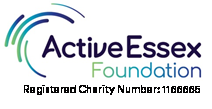 ActiveEssex
Foundation
Registered Charity Number: 1166665